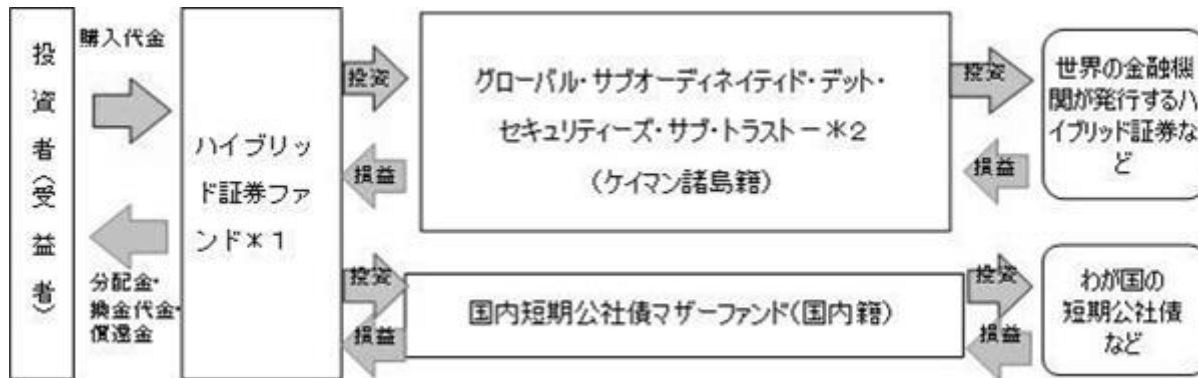 投資者(受益者)
購入代金
分配金・
換金代金・
償還金
ハイブリッ
ド証券ファ
ンド*1
投資
損益
グローバル・サブオーディネイティド・デット・
セキュリティーズ・サブ・トラストー*2
(ケイマン諸島籍)
投資
損益
世界の金融機
関が発行するハ
イブリッド証券な
ど
投資
損益
国内短期公社債マザーファンド(国内籍)
投資
損益
わが国の
短期公社債
など